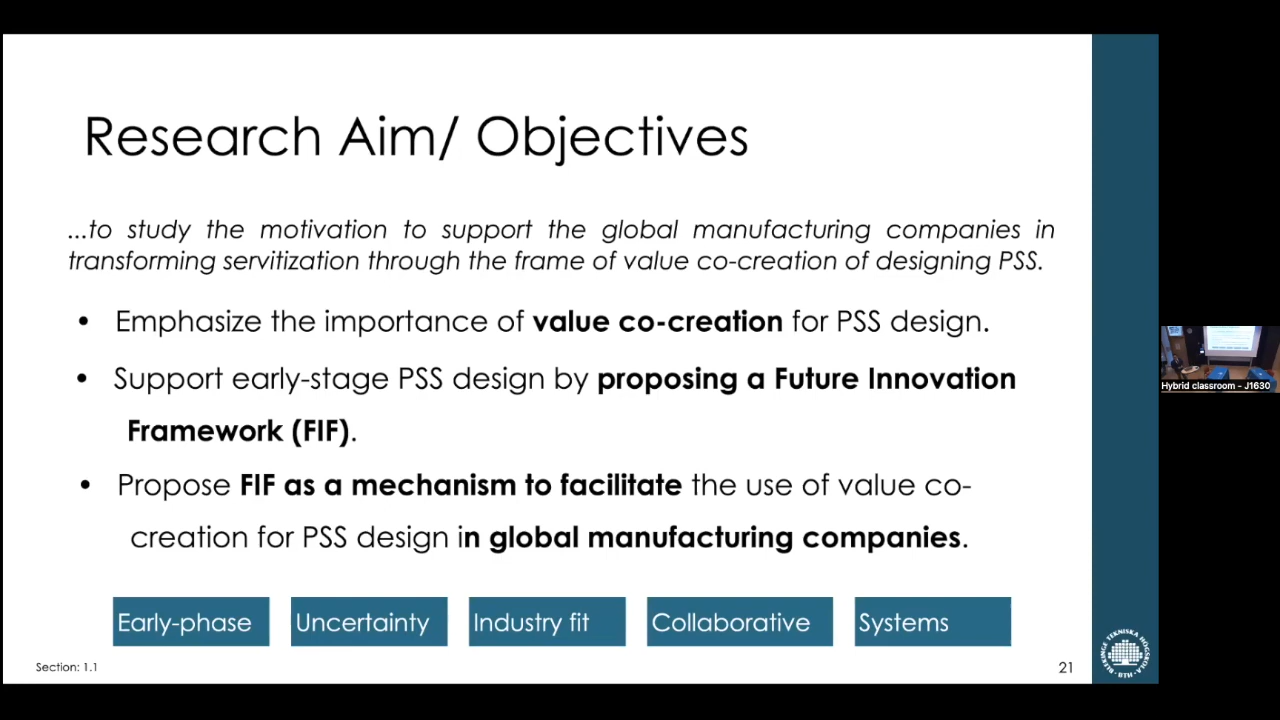 Research Aim/ Objectives
...to study the motivation to support the global manufacturing companies in
transforming servitization through the frame of value co-creation of designing PSS.
• Emphasize the importance of value co-creation for PSS design.
• Support early-stage PSS design by proposing a Future Innovation
Framework (FIF).
• Propose FIF as a mechanism to facilitate the use of value co-
creation for PSS design in global manufacturing companies.
Early-phase
Uncertainty
Industry fit
Collaborative
Systems
Section: 1.1
21
BLEKINGE TEKNISKA HÖGSKOLA
BTH
Hybrid classroom - J1630